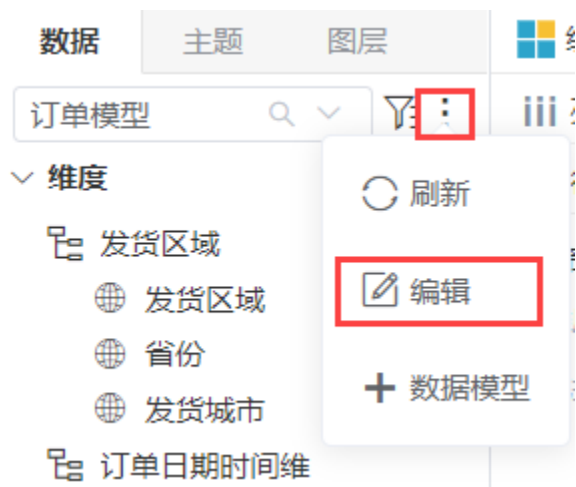 数据 主题 图层
订单模型
维度
刷新
发货区域
编辑
发货区域
省份
数据模型
发货城市
订单日期时间维